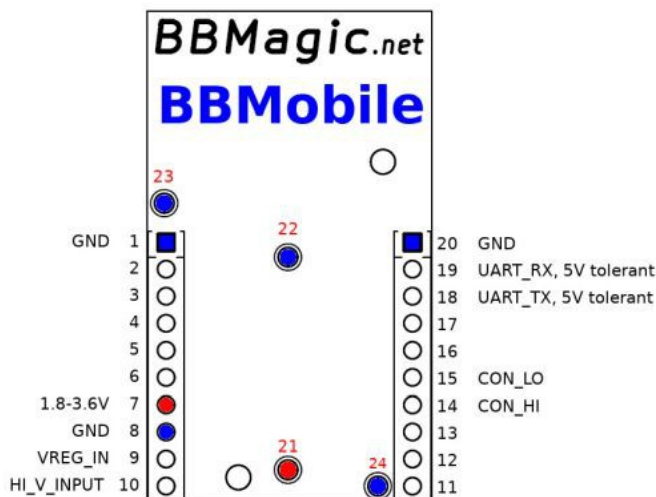 BBMagic.net
BBMobile
23
22
GND 1
20 GND
2
19 UART_RX, 5V tolerant
3
18 UART_TX, 5V tolerant
4
17
5
16
6
15 CON_LO
1.8-3.6V 7
14 CON_HI
GND 8
13
21
24
VREG_IN 9
12
HI_V_INPUT 10
11